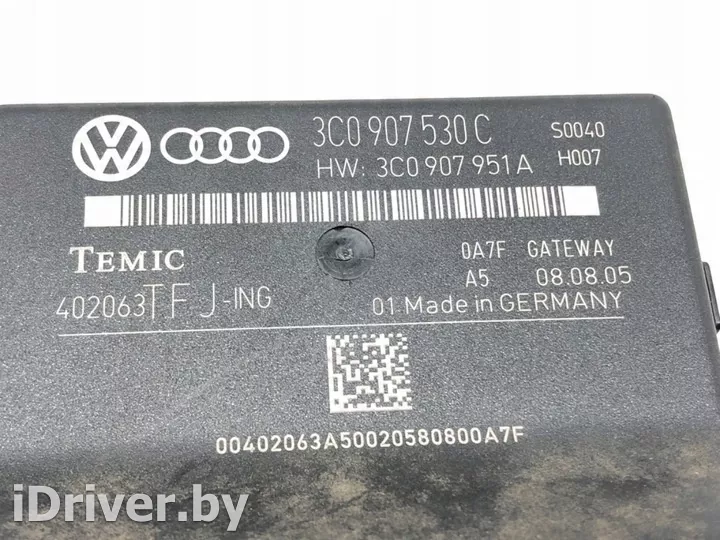 3C0 907 530 C S0040
HW: 3C0 907 951 A H007
TEMIC 0A7F GATEWAY
A5 08.08.05
402063TFJ-ING 01 Made in GERMANY
00402063A50020580800A7F
iDriver.by